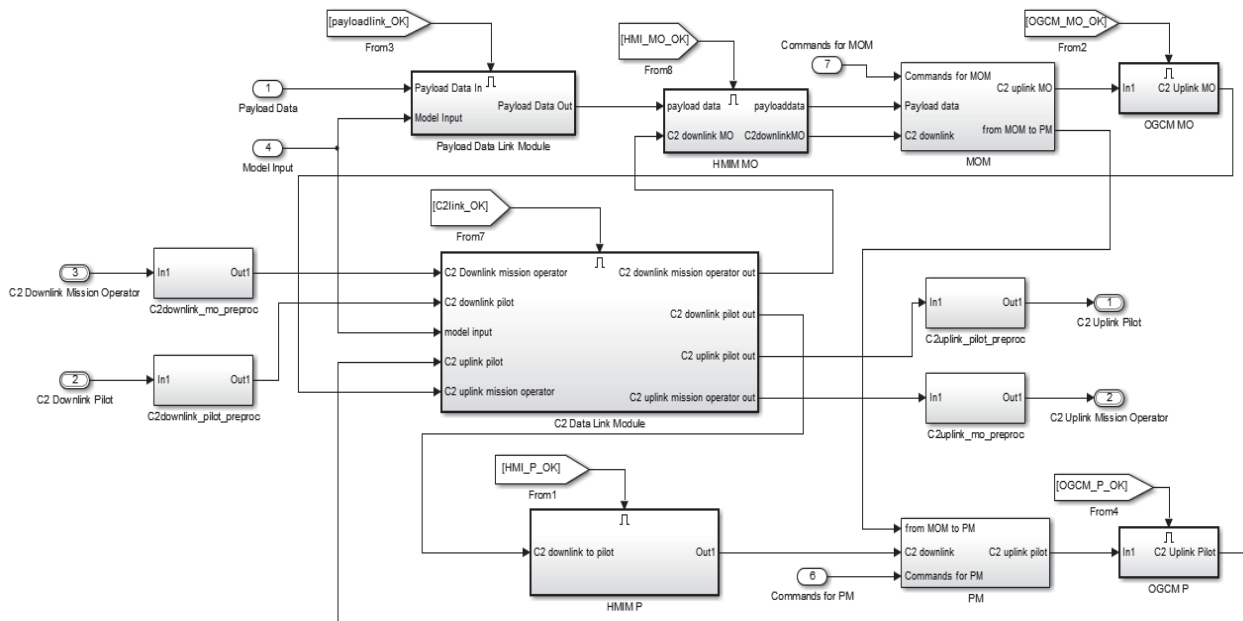 [payloadlink_OK]
From3
[HMI_MO_OK]
From8
Commands for MOM
7
[OGCM_MO_OK]
From2
1
Payload Data
4
Model Input
Payload Data In
Payload Data Out
Model Input
Payload Data Link Module
payload data
payloaddata
C2 downlink MO
C2downlinkMO
HMIM MO
Commands for MOM
C2 uplink MO
Payload data
from MOM to PM
C2 downlink
MOM
In1
C2 Uplink MO
OGCM MO
[C2link_OK]
From7
3
C2 Downlink Mission Operator
In1
Out1
C2downlink_mo_preproc
2
C2 Downlink Pilot
In1
Out1
C2downlink_pilot_preproc
C2 Downlink mission operator
C2 downlink mission operator out
C2 downlink pilot
C2 downlink pilot out
model input
C2 uplink pilot
C2 uplink pilot out
C2 uplink mission operator
C2 uplink mission operator out
C2 Data Link Module
In1
Out1
C2uplink_pilot_preproc
1
C2 Uplink Pilot
In1
Out1
C2uplink_mo_preproc
2
C2 Uplink Mission Operator
[HMI_P_OK]
From1
C2 downlink to pilot
Out1
HMIM P
6
Commands for PM
from MOM to PM
C2 downlink
C2 uplink pilot
Commands for PM
PM
[OGCM_P_OK]
From4
In1
C2 Uplink Pilot
OGCM P